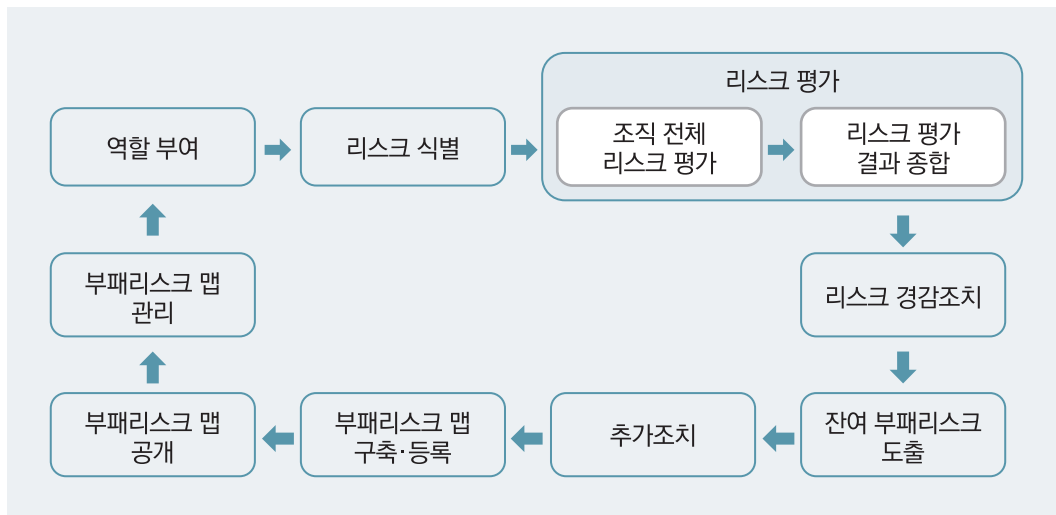 역할 부여
리스크 식별
리스크 평가
조직 전체
리스크 평가
리스크 평가
결과 종합
리스크 경감조치
잔여 부패리스크
도출
추가조치
부패리스크 맵
구축·등록
부패리스크 맵
공개
부패리스크 맵
관리